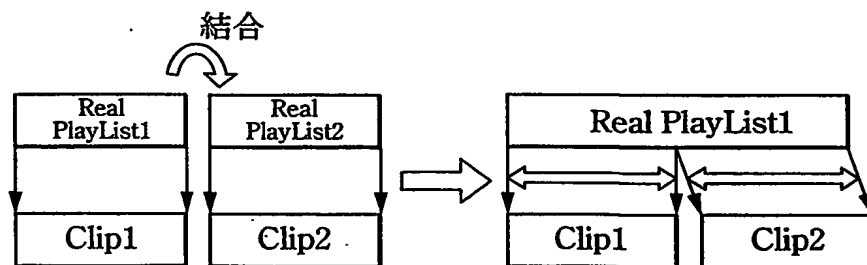 結合
Real
PlayList1
Real
PlayList2
Real PlayList1
Clip1
Clip2
Clip1
Clip2